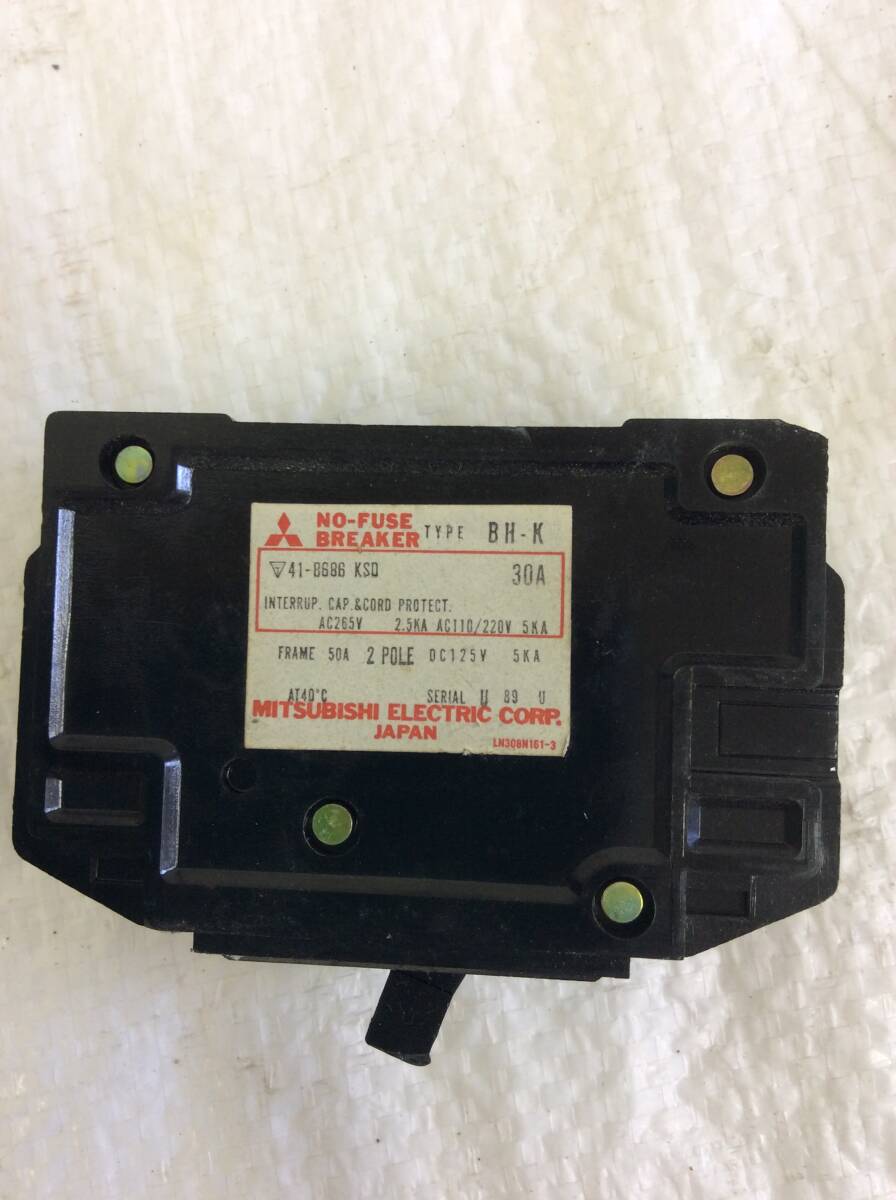 NO-FUSE
BREAKER TYPE BH-K
41-8686 KSD 30A
INTERRUP. CAP.&CORD PROTECT.
AC265V 2.5KA AC110/220V 5KA
FRAME 50A 2 POLE DC125V 5KA
AT40°C SERIAL U 89 U
MITSUBISHI ELECTRIC CORP.
JAPAN
LN308N161-3